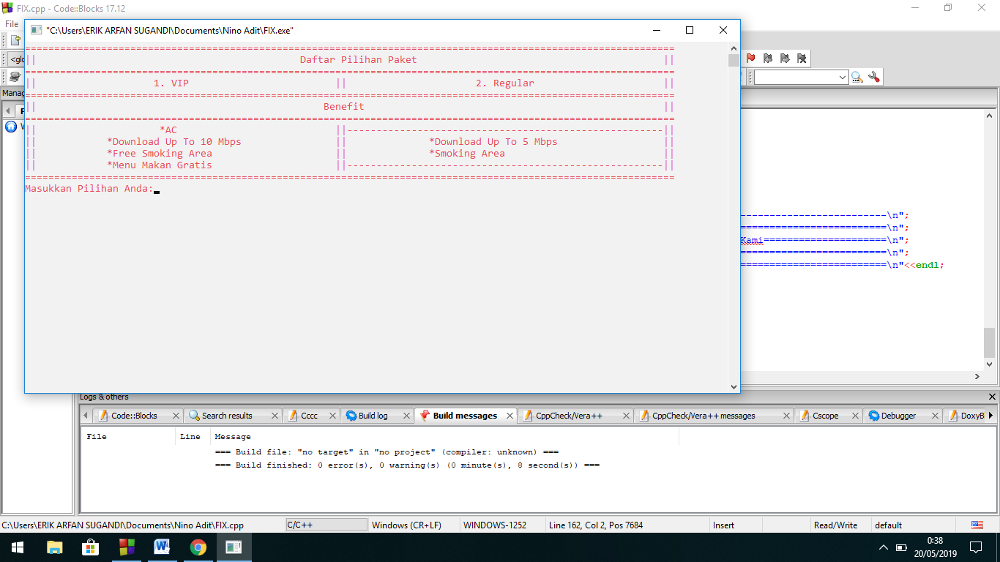 FIX.cpp - Code::Blocks 17.12
File
"C:\Users\ERIK ARFAN SUGANDI\Documents\Nino Adit\FIX.exe"
<glo
Manag
===============================================================================================================
|| Daftar Pilihan Paket ||
===============================================================================================================
|| 1. VIP || 2. Regular ||
===============================================================================================================
|| Benefit ||
===============================================================================================================
|| *AC ||------------------------------------------------------||
|| *Download Up To 10 Mbps || *Download Up To 5 Mbps ||
|| *Free Smoking Area || *Smoking Area ||
|| *Menu Makan Gratis ||------------------------------------------------------||
===============================================================================================================
Masukkan Pilihan Anda:
-------------------------\n";
=========================\n";
Kami=====================\n";
=========================\n";
=========================\n"<<endl;
Logs & others
Code::Blocks Search results Cccc Build log Build messages CppCheck/Vera++ CppCheck/Vera++ messages Cscope Debugger DoxyB
File Line Message
=== Build file: "no target" in "no project" (compiler: unknown) ===
=== Build finished: 0 error(s), 0 warning(s) (0 minute(s), 8 second(s)) ===
C:\Users\ERIK ARFAN SUGANDI\Documents\Nino Adit\FIX.cpp C/C++ Windows (CR+LF) WINDOWS-1252 Line 162, Col 2, Pos 7684 Insert Read/Write default
0:38
20/05/2019